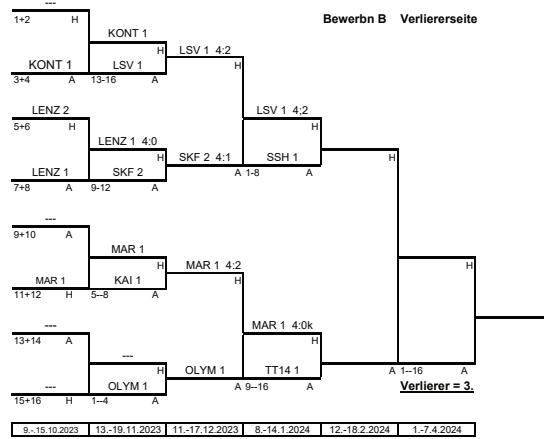 Bewerbn B Verliererseite
---
1+2 H
KONT 1
H
KONT 1 LSV 1
3+4 A 13-16 A
LSV 1 4:2
H
LENZ 2
5+6 H
LENZ 1 4:0
H
LENZ 1 SKF 2
7+8 A 9-12 A
SKF 2 4:1
LSV 1 4;2
H
SSH 1
A 1-8 A
H
---
9+10 A
MAR 1
H
MAR 1 KAI 1
11+12 H 5--8 A
MAR 1 4:2
H
---
13+14 A
---
H
--- OLYM 1
15+16 H 1--4 A
OLYM 1
MAR 1 4:0k
H
TT14 1
A 9--16 A
H
A 1--16 A
Verlierer = 3.
9.-.15.10.2023 13.-19.11.2023 11.-17.12.2023 8.-14.1.2024 12.-18.2.2024 1.-7.4.2024